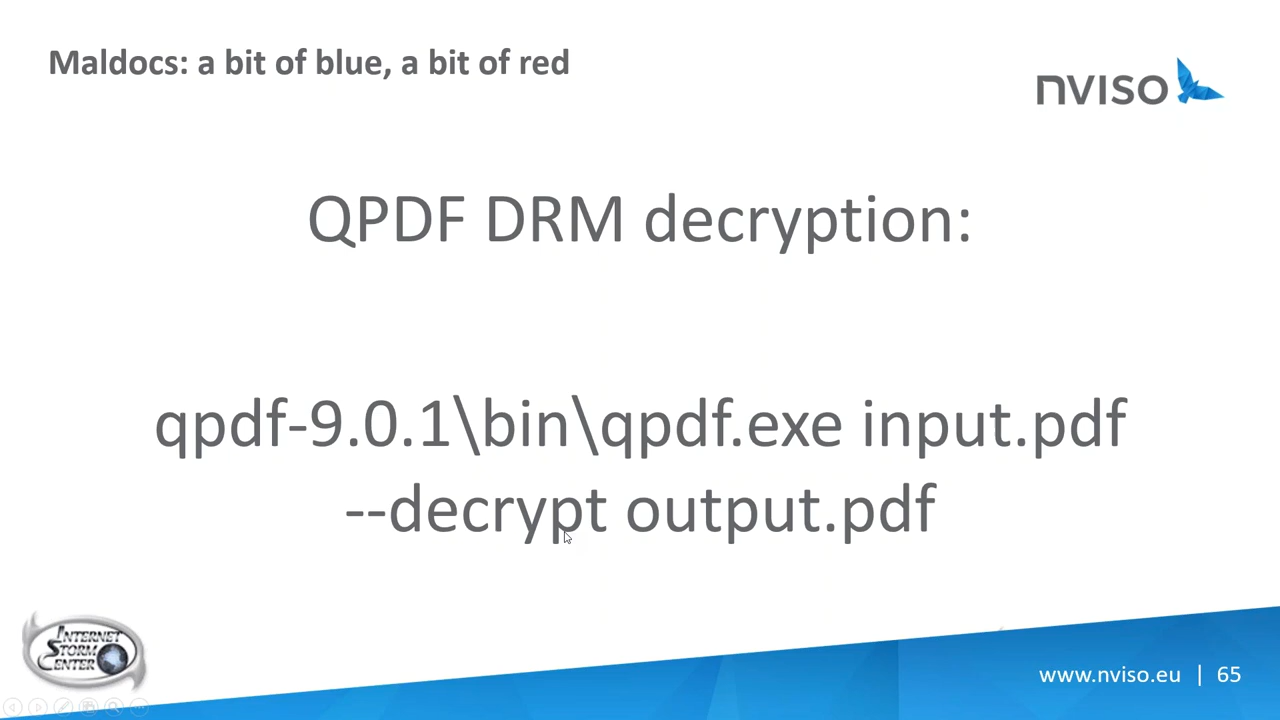 Maldocs: a bit of blue, a bit of red
nviso
QPDF DRM decryption:
qpdf-9.0.1\bin\qpdf.exe input.pdf
--decrypt output.pdf
INTERNET
STORM
CENTER
www.nviso.eu | 65